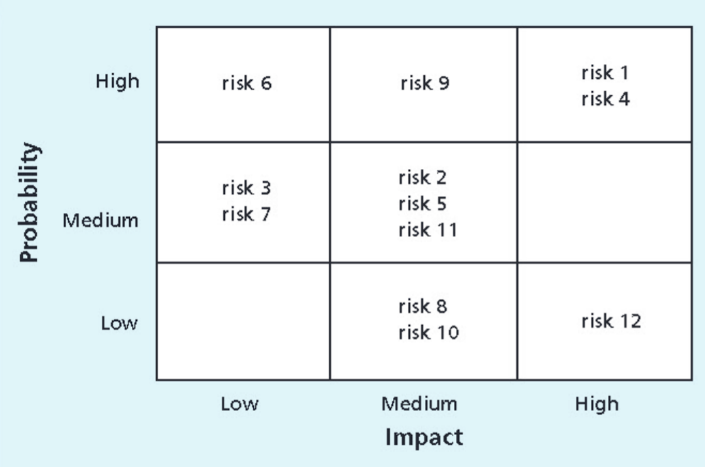 Probability
High
risk 6
risk 9
risk 1
risk 4
Medium
risk 3
risk 7
risk 2
risk 5
risk 11
Low
risk 8
risk 10
risk 12
Low
Medium
High
Impact